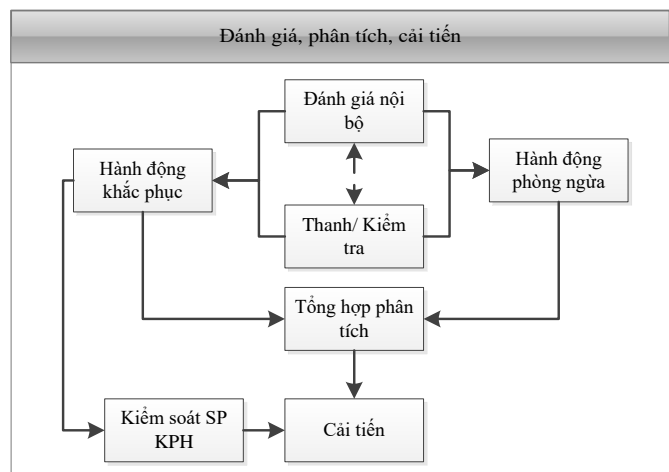 Đánh giá, phân tích, cải tiến
Đánh giá nội
bộ
Hành động
khắc phục
Hành động
phòng ngừa
Thanh/ Kiểm
tra
Tổng hợp phân
tích
Kiểm soát SP
KPH
Cải tiến